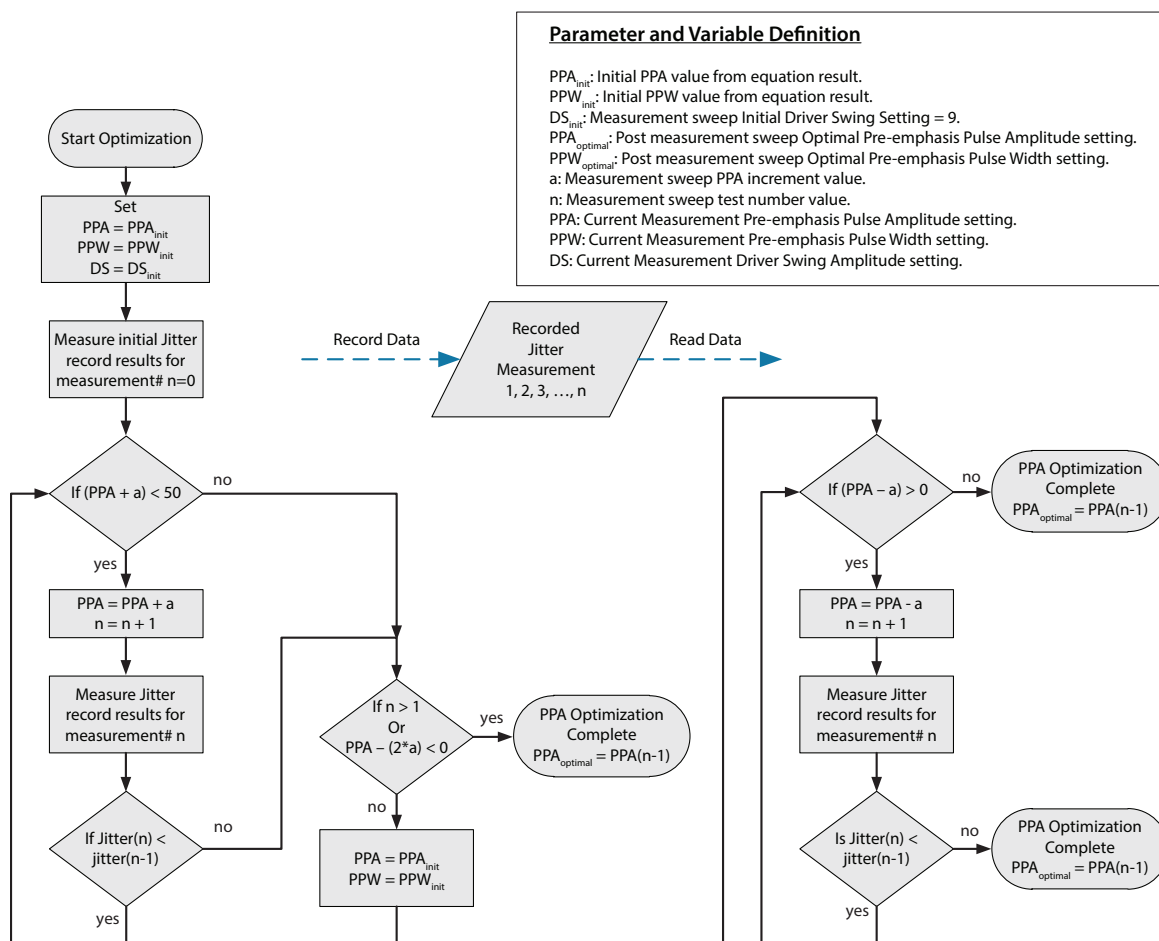 Parameter and Variable Definition
PPAinit: Initial PPA value from equation result.
PPWinit: Initial PPW value from equation result.
DSinit: Measurement sweep Initial Driver Swing Setting = 9.
PPAoptimal: Post measurement sweep Optimal Pre-emphasis Pulse Amplitude setting.
PPWoptimal: Post measurement sweep Optimal Pre-emphasis Pulse Width setting.
a: Measurement sweep PPA increment value.
n: Measurement sweep test number value.
PPA: Current Measurement Pre-emphasis Pulse Amplitude setting.
PPW: Current Measurement Pre-emphasis Pulse Width setting.
DS: Current Measurement Driver Swing Amplitude setting.
Start Optimization
Set
PPA = PPAinit
PPW = PPWinit
DS = DSinit
Measure initial Jitter
record results for
measurement# n=0
Record Data
Recorded
Jitter
Measurement
1, 2, 3, …, n
Read Data
If (PPA + a) < 50
no
yes
PPA = PPA + a
n = n + 1
Measure Jitter
record results for
measurement# n
If Jitter(n) <
jitter(n-1)
no
yes
If n > 1
Or
PPA – (2*a) < 0
yes
PPA Optimization
Complete
PPAoptimal = PPA(n-1)
no
PPA = PPAinit
PPW = PPWinit
If (PPA – a) > 0
no
PPA Optimization
Complete
PPAoptimal = PPA(n-1)
yes
PPA = PPA - a
n = n + 1
Measure Jitter
record results for
measurement# n
Is Jitter(n) <
jitter(n-1)
no
PPA Optimization
Complete
PPAoptimal = PPA(n-1)
yes